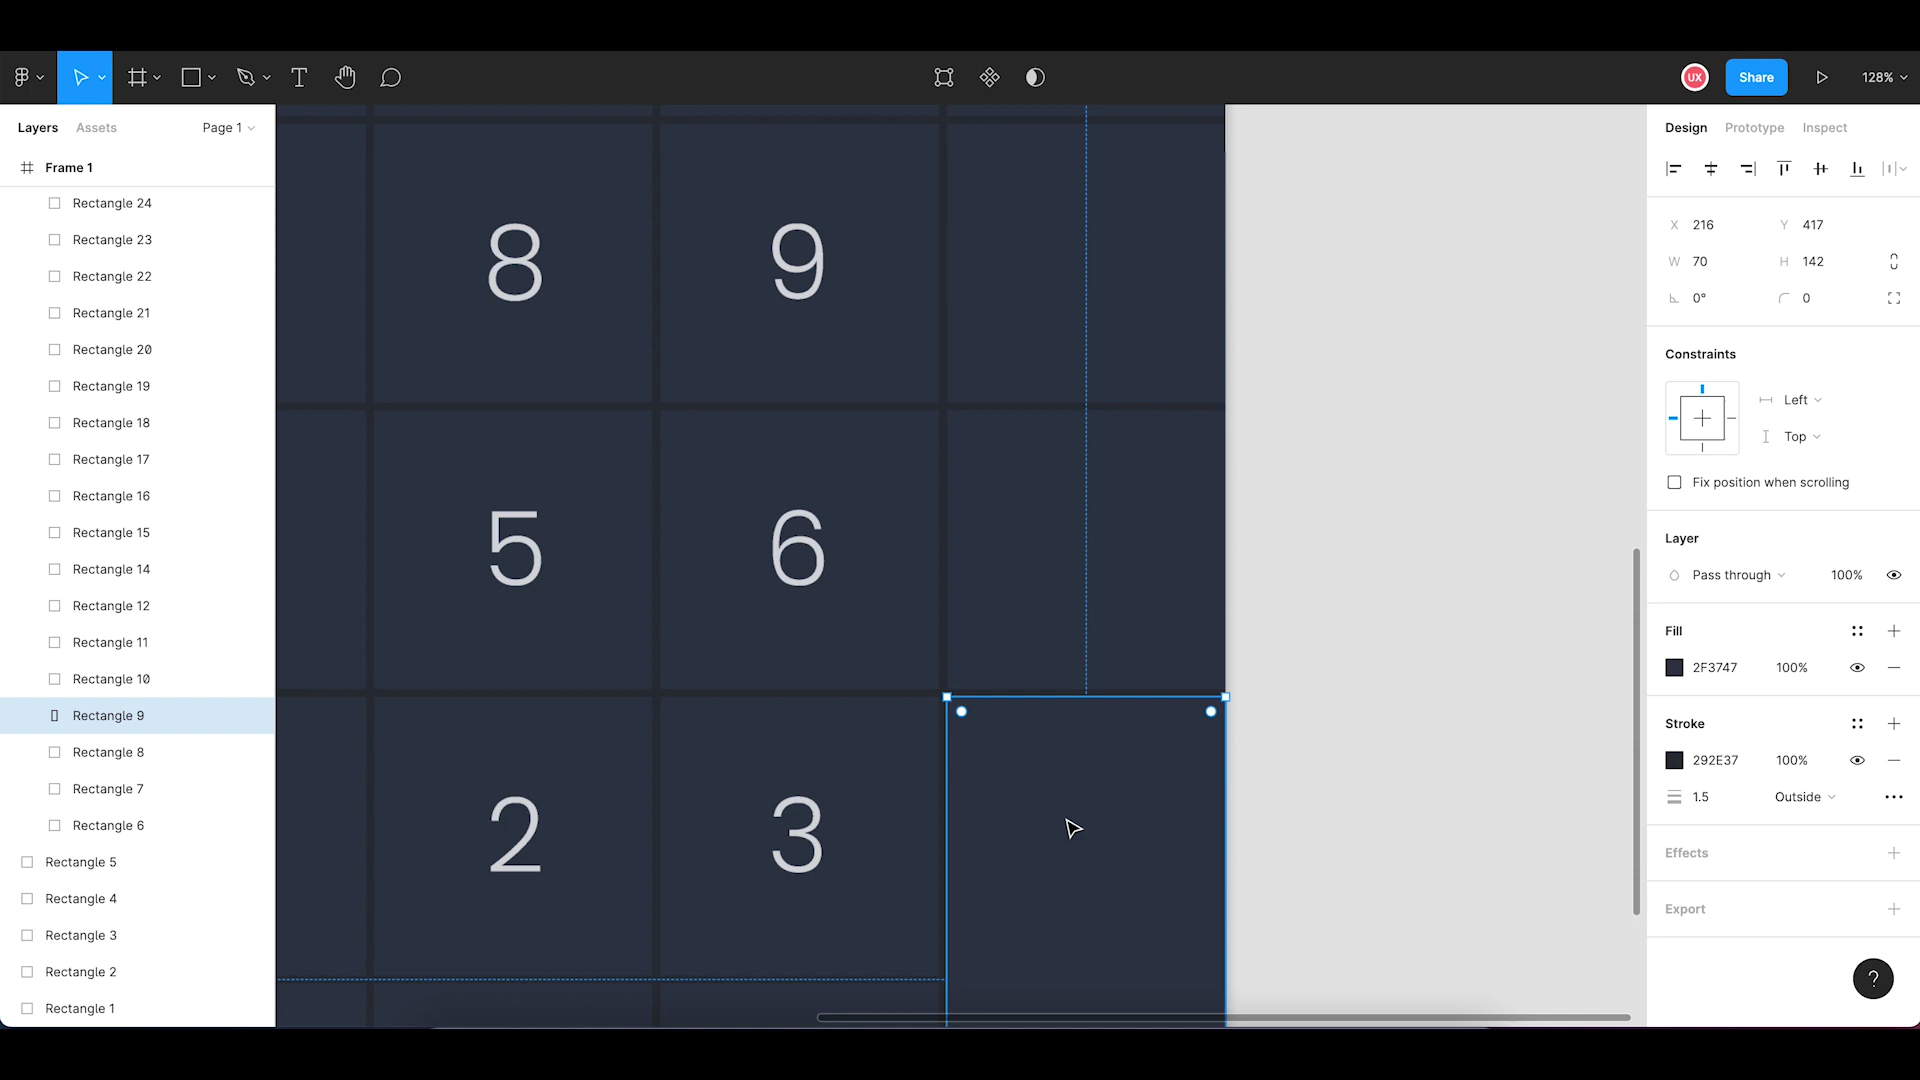 UX
Share
128%
Layers
Assets
Page 1
Frame 1
Rectangle 24
Rectangle 23
Rectangle 22
Rectangle 21
Rectangle 20
Rectangle 19
Rectangle 18
Rectangle 17
Rectangle 16
Rectangle 15
Rectangle 14
Rectangle 12
Rectangle 11
Rectangle 10
Rectangle 9
Rectangle 8
Rectangle 7
Rectangle 6
Rectangle 5
Rectangle 4
Rectangle 3
Rectangle 2
Rectangle 1
8 9
5 6
2 3
Design Prototype Inspect
X 216 Y 417
W 70 H 142
0° 0
Constraints
Left
Top
Fix position when scrolling
Layer
Pass through 100%
Fill
2F3747 100%
Stroke
292E37 100%
1.5 Outside
Effects
Export
?